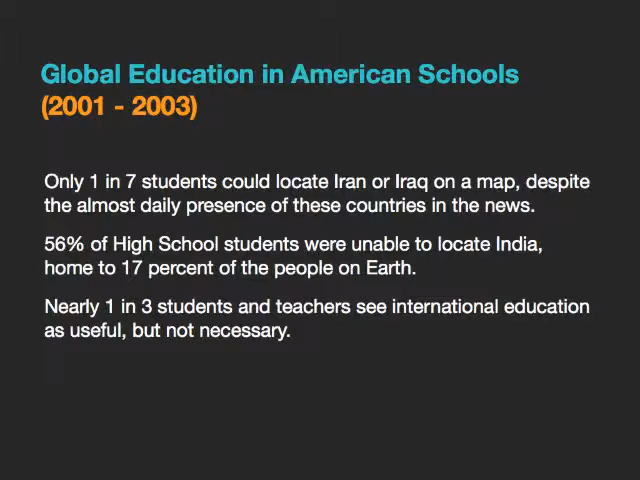 Global Education in American Schools
(2001 - 2003)
Only 1 in 7 students could locate Iran or Iraq on a map, despite
the almost daily presence of these countries in the news.
56% of High School students were unable to locate India,
home to 17 percent of the people on Earth.
Nearly 1 in 3 students and teachers see international education
as useful, but not necessary.